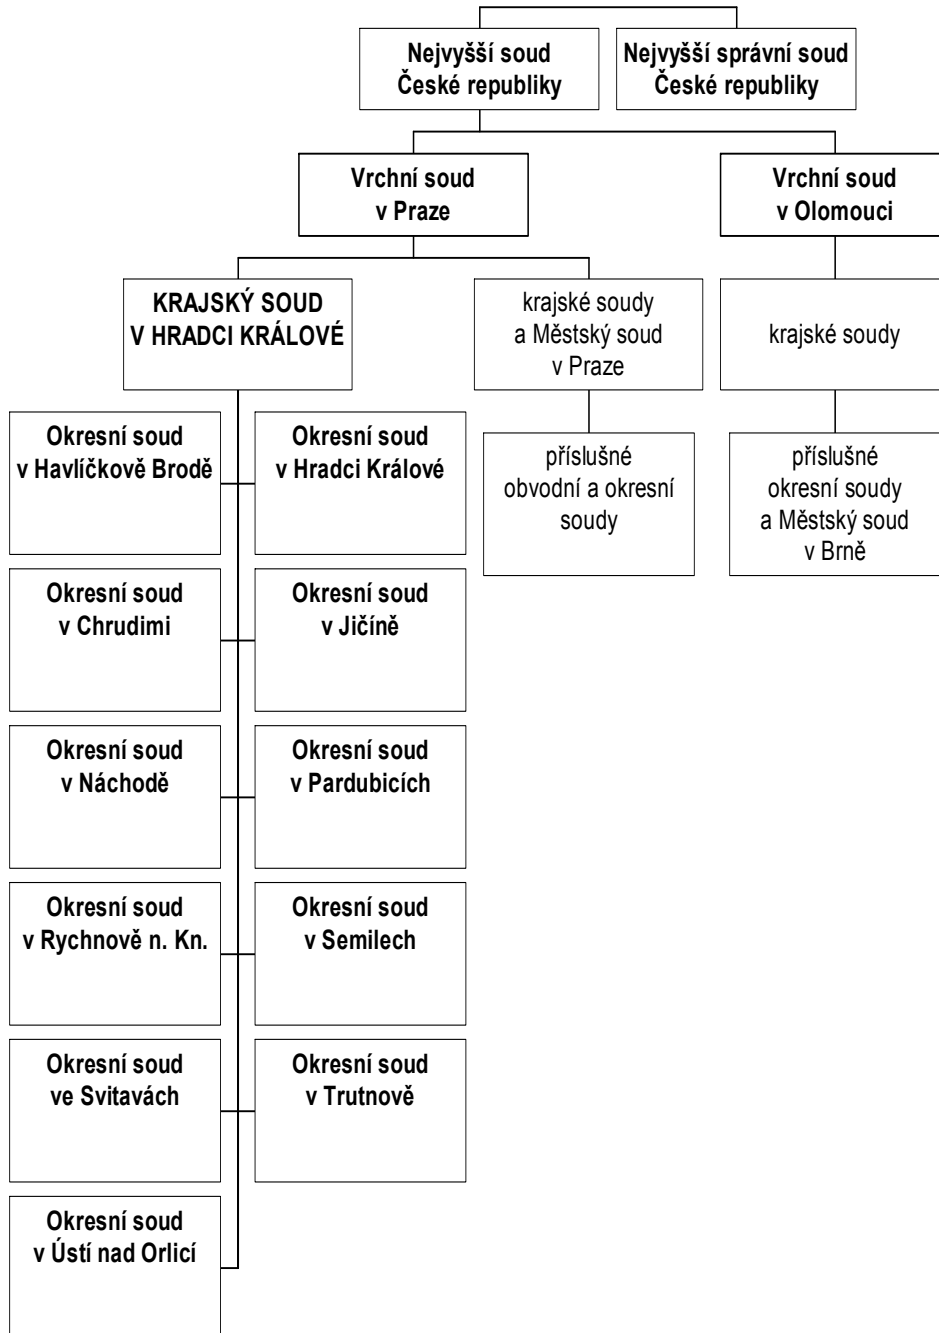 Nejvyšší soud
České republiky
Nejvyšší správní soud
České republiky
Vrchní soud
v Praze
Vrchní soud
v Olomouci
KRAJSKÝ SOUD
V HRADCI KRÁLOVÉ
krajské soudy
a Městský soud
v Praze
krajské soudy
Okresní soud
v Havlíčkově Brodě
Okresní soud
v Hradci Králové
příslušné
obvodní a okresní
soudy
příslušné
okresní soudy
a Městský soud
v Brně
Okresní soud
v Chrudimi
Okresní soud
v Jičíně
Okresní soud
v Náchodě
Okresní soud
v Pardubicích
Okresní soud
v Rychnově n. Kn.
Okresní soud
v Semilech
Okresní soud
ve Svitavách
Okresní soud
v Trutnově
Okresní soud
v Ústí nad Orlicí